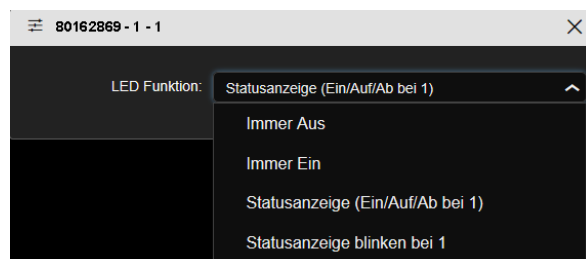 80162869 - 1 - 1
LED Funktion: Statusanzeige (Ein/Auf/Ab bei 1)
Immer Aus
Immer Ein
Statusanzeige (Ein/Auf/Ab bei 1)
Statusanzeige blinken bei 1